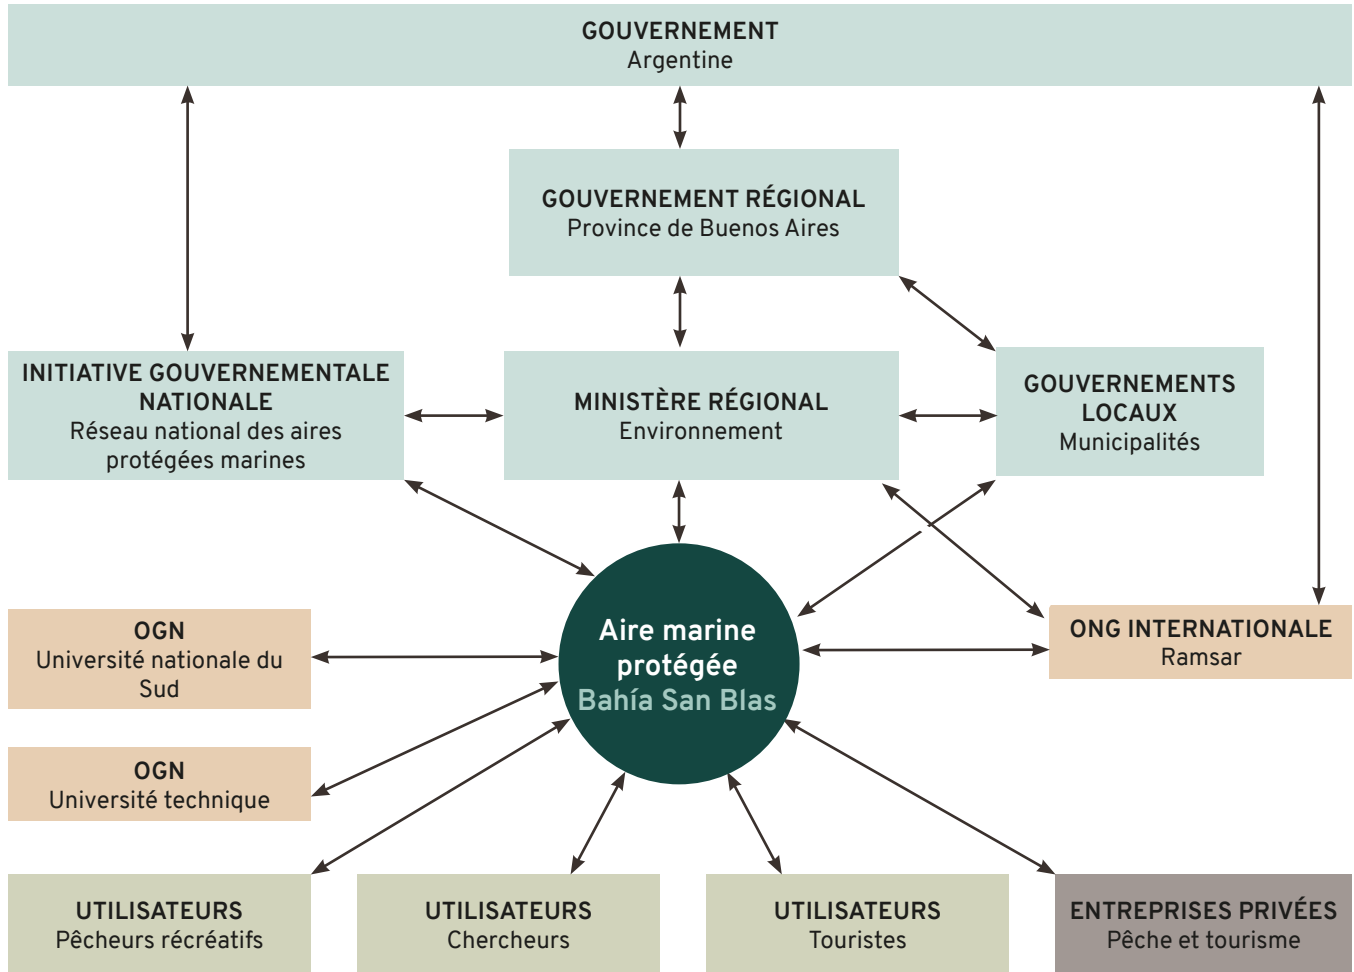 GOUVERNEMENT
Argentine
GOUVERNEMENT RÉGIONAL
Province de Buenos Aires
INITIATIVE GOUVERNEMENTALE
NATIONALE
Réseau national des aires
protégées marines
MINISTÈRE RÉGIONAL
Environnement
GOUVERNEMENTS
LOCAUX
Municipalités
OGN
Université nationale du
Sud
Aire marine
protégée
Bahía San Blas
ONG INTERNATIONALE
Ramsar
OGN
Université technique
UTILISATEURS
Pêcheurs récréatifs
UTILISATEURS
Chercheurs
UTILISATEURS
Touristes
ENTREPRISES PRIVÉES
Pêche et tourisme